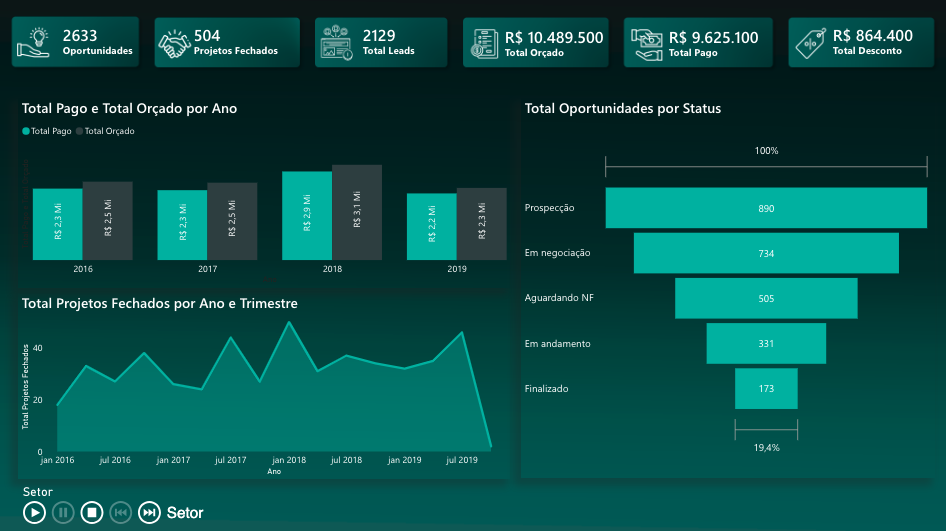 2633
Oportunidades
504
Projetos Fechados
2129
Total Leads
R$ 10.489.500
Total Orçado
R$ 9.625.100
Total Pago
R$ 864.400
Total Desconto
Total Pago e Total Orçado por Ano
Total Pago Total Orçado
R$ 2,3 Mi
R$ 2,5 Mi
R$ 2,3 Mi
R$ 2,5 Mi
R$ 2,9 Mi
R$ 3,1 Mi
R$ 2,2 Mi
R$ 2,3 Mi
2016 2017 2018 2019
Total Projetos Fechados por Ano e Trimestre
Total Projetos Fechados
40
20
0
jan 2016 jul 2016 jan 2017 jul 2017 jan 2018 jul 2018 jan 2019 jul 2019
Ano
Total Oportunidades por Status
100%
Prospecção 890
Em negociação 734
Aguardando NF 505
Em andamento 331
Finalizado 173
19,4%
Setor
Setor